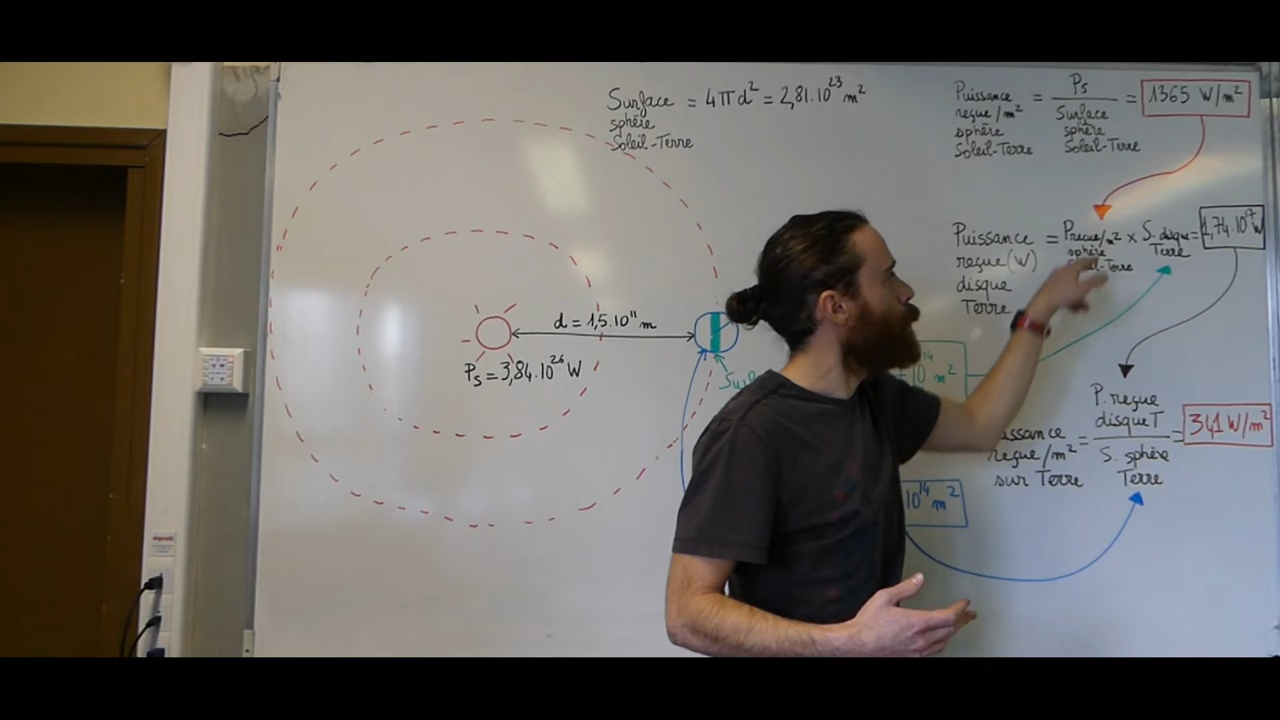 Surface = 4πd² = 2,81.10²³ m²
sphère
Soleil-Terre
Puissance = Ps = 1365 W/m²
reçue/m² Surface
sphère sphère
Soleil-Terre Soleil-Terre
Puissance = Preçue/m² × S. disque = 1,74.10¹⁷ W
reçue (W) sphère Terre
disque
Terre
d = 1,5.10¹¹ m
Ps = 3,84.10²⁶ W
10¹⁴ m²
P. reçue
disque T = 341 W/m²
reçue/m² S. sphère
sur Terre Terre
10¹⁴ m²